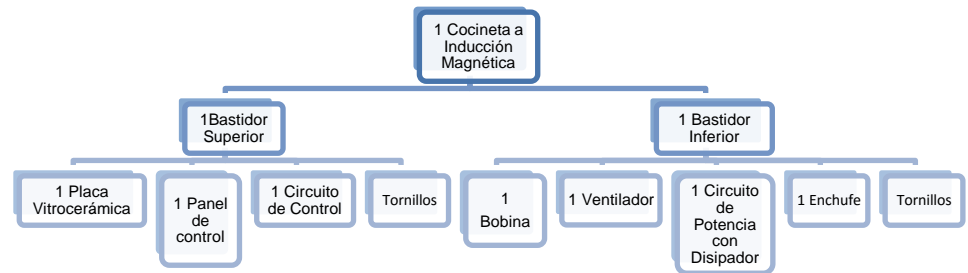 1 Cocineta a
Inducción
Magnética
1Bastidor
Superior
1 Bastidor
Inferior
1 Placa
Vitrocerámica
1 Panel
de
control
1 Circuito
de Control
Tornillos
1
Bobina
1 Ventilador
1 Circuito
de
Potencia
con
Disipador
1 Enchufe
Tornillos